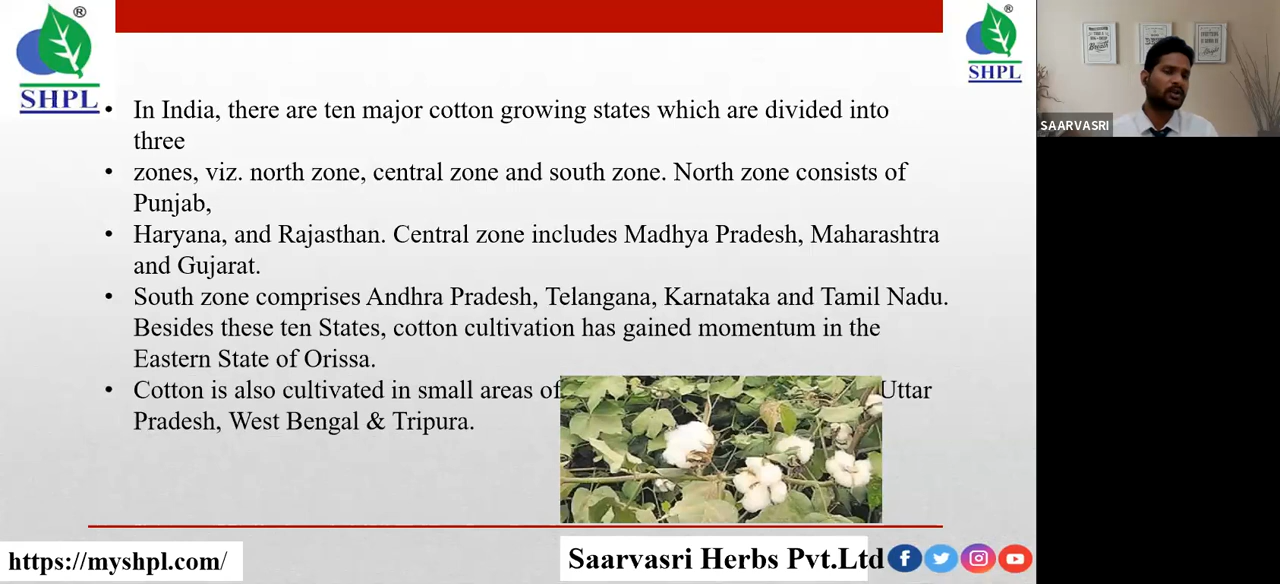 SHPL
®
SHPL
®
SAARVASRI
• In India, there are ten major cotton growing states which are divided into
three
• zones, viz. north zone, central zone and south zone. North zone consists of
Punjab,
• Haryana, and Rajasthan. Central zone includes Madhya Pradesh, Maharashtra
and Gujarat.
• South zone comprises Andhra Pradesh, Telangana, Karnataka and Tamil Nadu.
Besides these ten States, cotton cultivation has gained momentum in the
Eastern State of Orissa.
• Cotton is also cultivated in small areas of Uttar
Pradesh, West Bengal & Tripura.
https://myshpl.com/
Saarvasri Herbs Pvt.Ltd